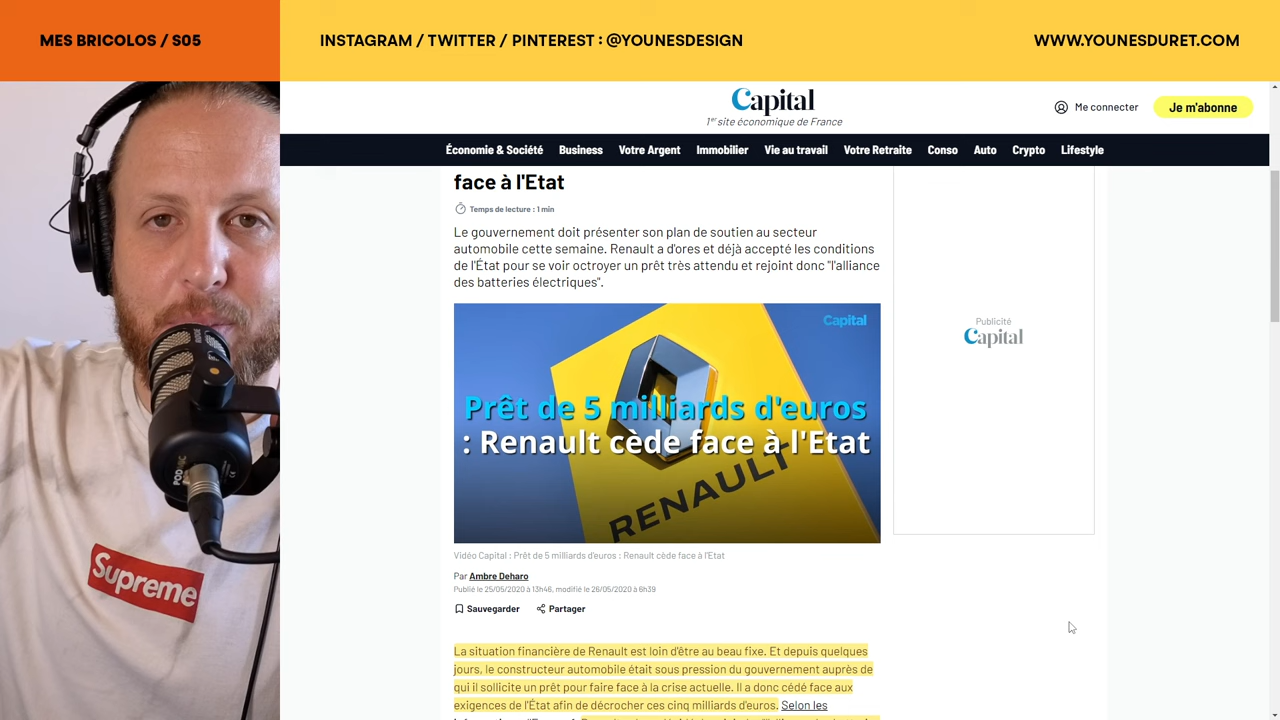 MES BRICOLOS / S05
INSTAGRAM / TWITTER / PINTEREST : @YOUNESDESIGN
WWW.YOUNESDURET.COM
Capital
1er site économique de France
Me connecter
Je m'abonne
Économie & Société
Business
Votre Argent
Immobilier
Vie au travail
Votre Retraite
Conso
Auto
Crypto
Lifestyle
face à l'Etat
Temps de lecture : 1 min
Le gouvernement doit présenter son plan de soutien au secteur
automobile cette semaine. Renault a d'ores et déjà accepté les conditions
de l'État pour se voir octroyer un prêt très attendu et rejoint donc "l'alliance
des batteries électriques".
Capital
Prêt de 5 milliards d'euros
: Renault cède face à l'Etat
RENAULT
Publicité
Capital
Vidéo Capital : Prêt de 5 milliards d'euros : Renault cède face à l'Etat
Par Ambre Deharo
Publié le 25/05/2020 à 13h46, modifié le 26/05/2020 à 6h39
Sauvegarder
Partager
La situation financière de Renault est loin d'être au beau fixe. Et depuis quelques
jours, le constructeur automobile était sous pression du gouvernement auprès de
qui il sollicite un prêt pour faire face à la crise actuelle. Il a donc cédé face aux
exigences de l'État afin de décrocher ces cinq milliards d'euros. Selon les
Supreme
PODMIC